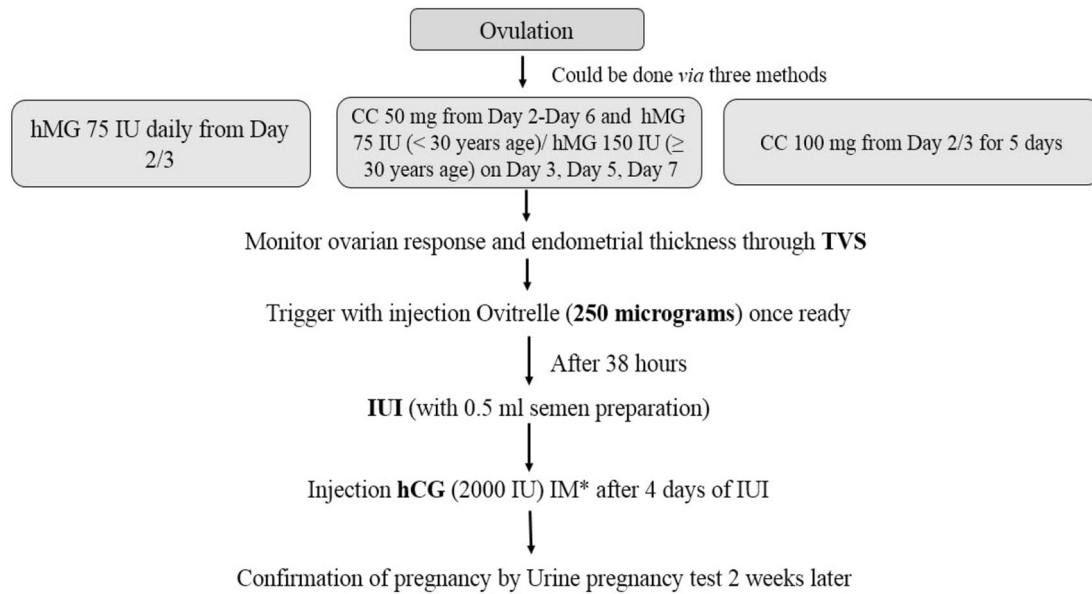 Ovulation
Could be done via three methods
hMG 75 IU daily from Day
2/3
CC 50 mg from Day 2-Day 6 and hMG
75 IU (< 30 years age)/ hMG 150 IU (≥
30 years age) on Day 3, Day 5, Day 7
CC 100 mg from Day 2/3 for 5 days
Monitor ovarian response and endometrial thickness through TVS
Trigger with injection Ovitrelle (250 micrograms) once ready
After 38 hours
IUI (with 0.5 ml semen preparation)
Injection hCG (2000 IU) IM* after 4 days of IUI
Confirmation of pregnancy by Urine pregnancy test 2 weeks later